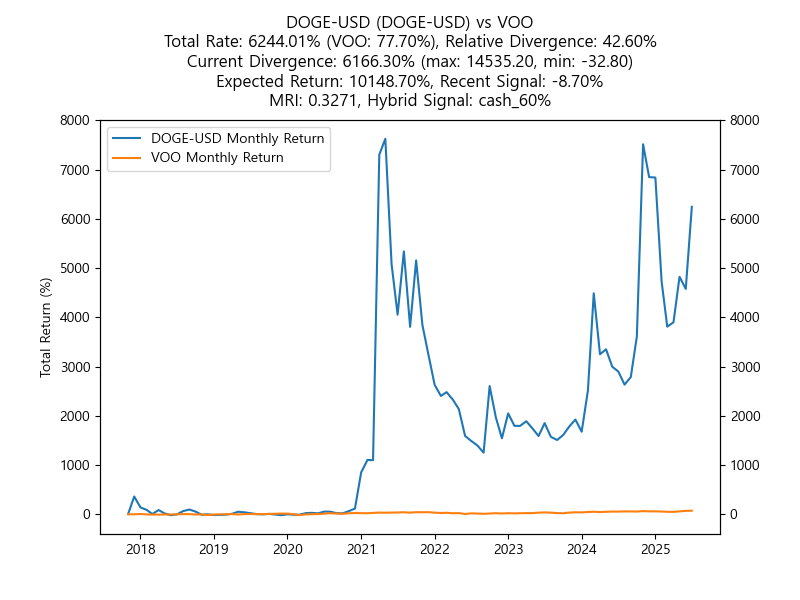 DOGE-USD (DOGE-USD) vs VOO
Total Rate: 6244.01% (VOO: 77.70%), Relative Divergence: 42.60%
Current Divergence: 6166.30% (max: 14535.20, min: -32.80)
Expected Return: 10148.70%, Recent Signal: -8.70%
MRI: 0.3271, Hybrid Signal: cash_60%
8000 8000
DOGE-USD Monthly Return
VOO Monthly Return
7000 7000
6000 6000
5000 5000
Total Return (%)
4000 4000
3000 3000
2000 2000
1000 1000
0 0
2018 2019 2020 2021 2022 2023 2024 2025